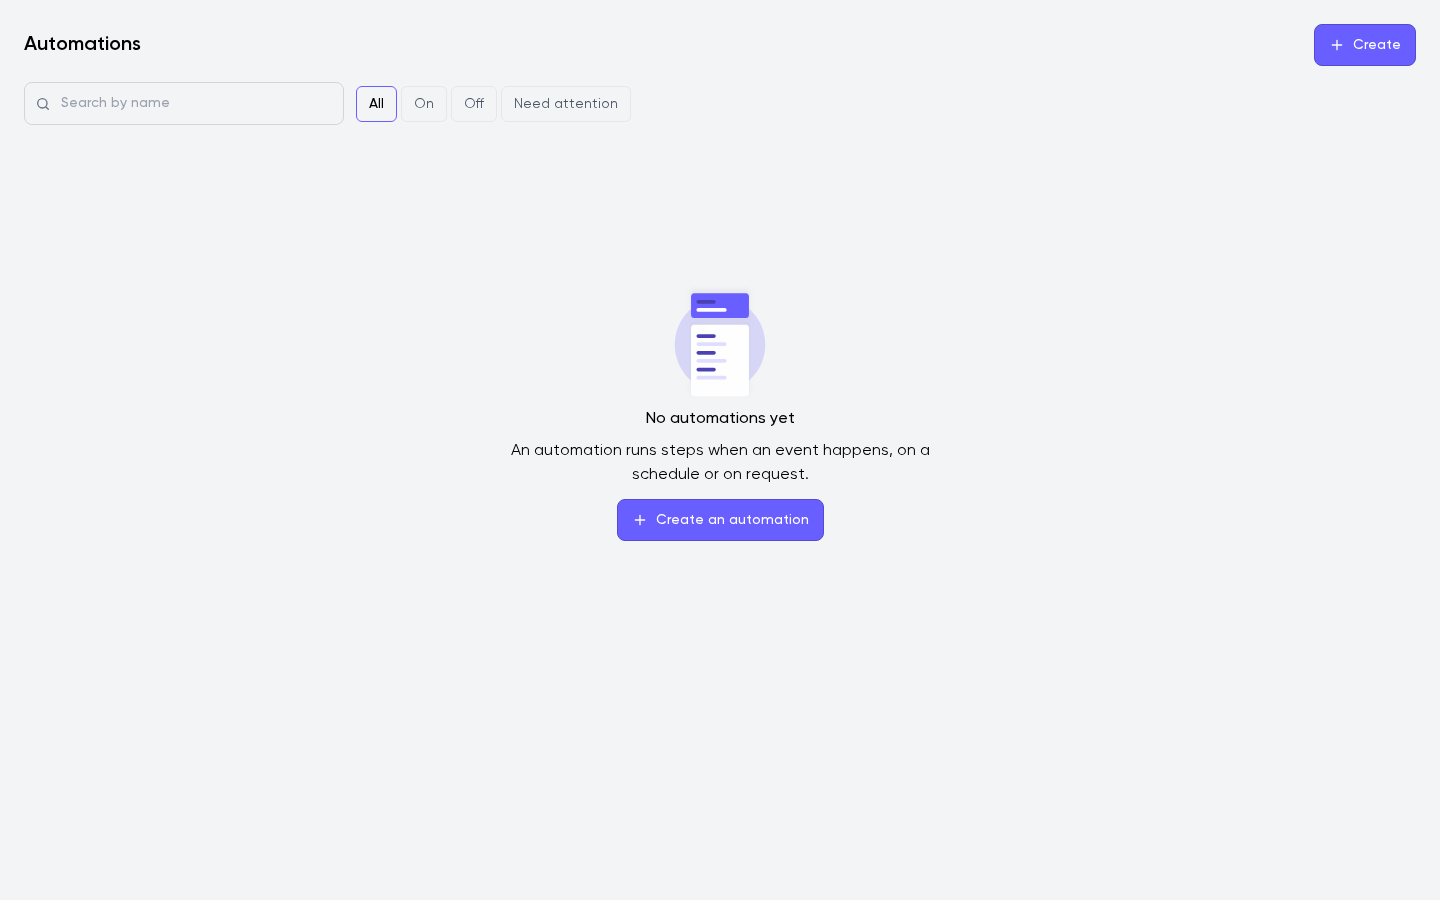 Automations
Create
Search by name
All
On
Off
Need attention
No automations yet
An automation runs steps when an event happens, on a
schedule or on request.
Create an automation